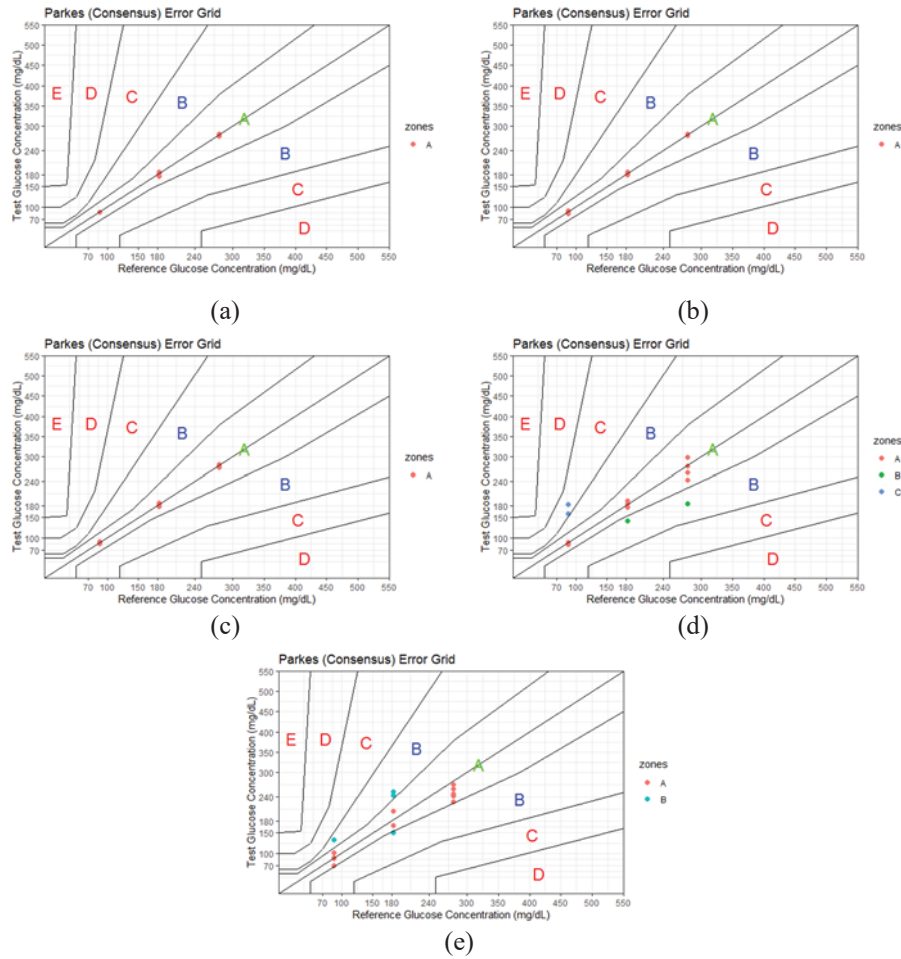 Parkes (Consensus) Error Grid
Test Glucose Concentration (mg/dL)
550
500
450
400
350
300
240
180
150
100
70
E
D
C
B
A
B
C
D
zones
A
70 100 150 180 240 300 350 400 450 500 550
Reference Glucose Concentration (mg/dL)
(a)
Parkes (Consensus) Error Grid
Test Glucose Concentration (mg/dL)
550
500
450
400
350
300
240
180
150
100
70
E
D
C
B
A
B
C
D
zones
A
70 100 150 180 240 300 350 400 450 500 550
Reference Glucose Concentration (mg/dL)
(b)
Parkes (Consensus) Error Grid
Test Glucose Concentration (mg/dL)
550
500
450
400
350
300
240
180
150
100
70
E
D
C
B
A
B
C
D
zones
A
70 100 150 180 240 300 350 400 450 500 550
Reference Glucose Concentration (mg/dL)
(c)
Parkes (Consensus) Error Grid
Test Glucose Concentration (mg/dL)
550
500
450
400
350
300
240
180
150
100
70
E
D
C
B
A
B
C
D
zones
A
B
C
70 100 150 180 240 300 350 400 450 500 550
Reference Glucose Concentration (mg/dL)
(d)
Parkes (Consensus) Error Grid
Test Glucose Concentration (mg/dL)
550
500
450
400
350
300
240
180
150
100
70
E
D
C
B
A
B
C
D
zones
A
B
70 100 150 180 240 300 350 400 450 500 550
Reference Glucose Concentration (mg/dL)
(e)